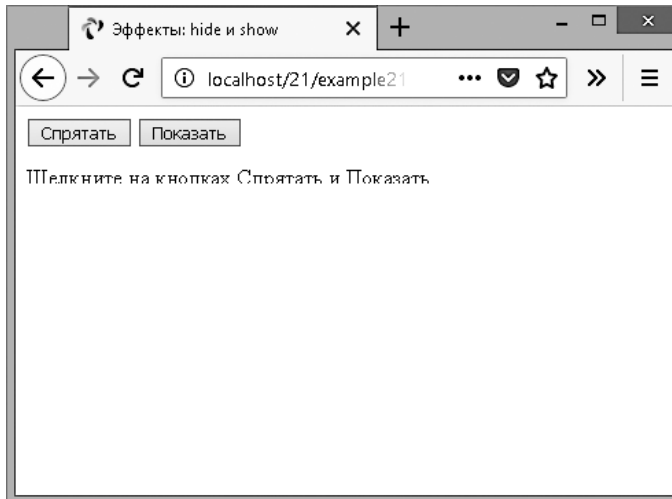 Эффекты: hide и show
localhost/21/example21
Спрятать Показать
Щелкните на кнопках Спрятать и Показать